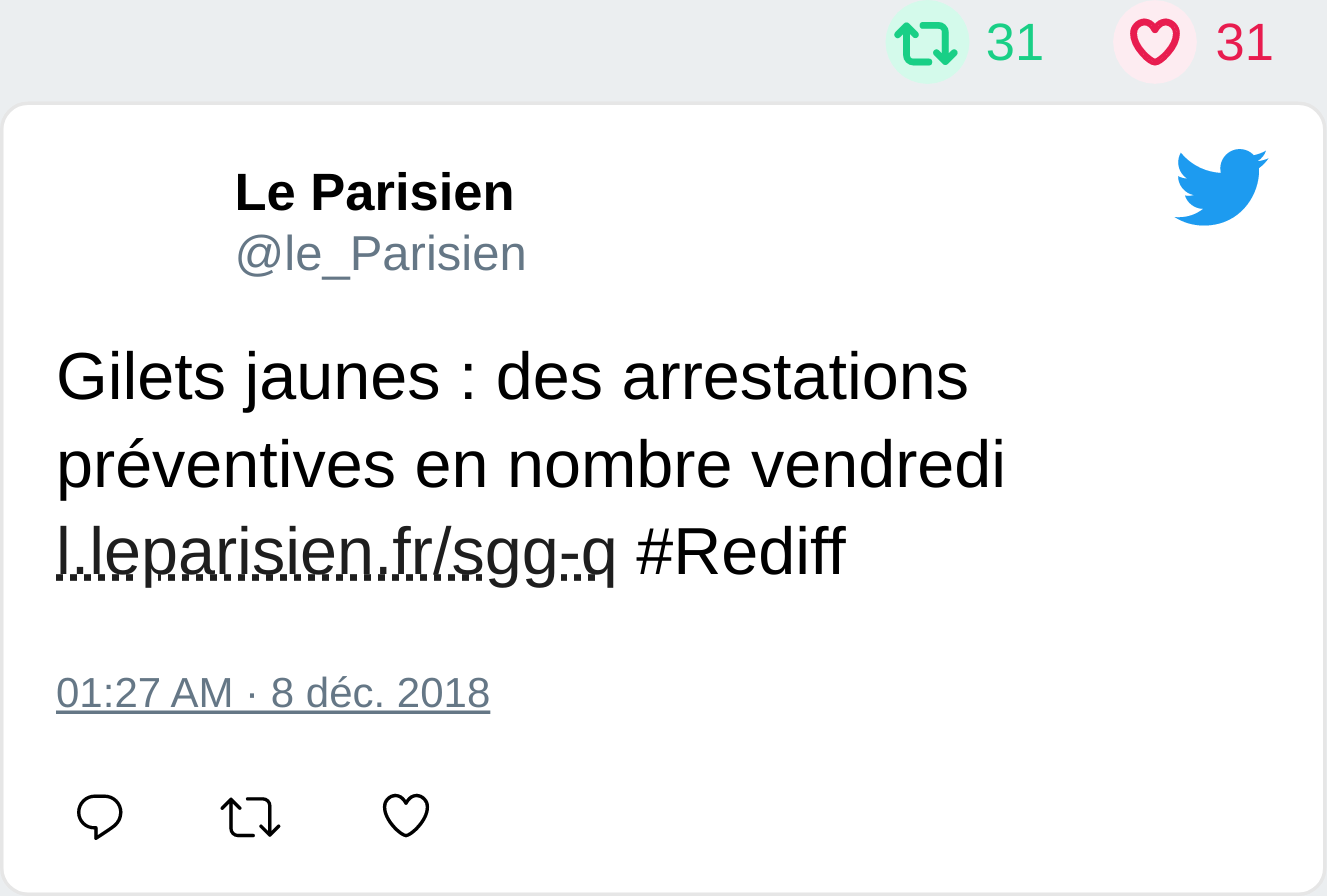 31 31
Le Parisien
@le_Parisien
Gilets jaunes : des arrestations
préventives en nombre vendredi
l.leparisien.fr/sgg-q #Rediff
01:27 AM · 8 déc. 2018